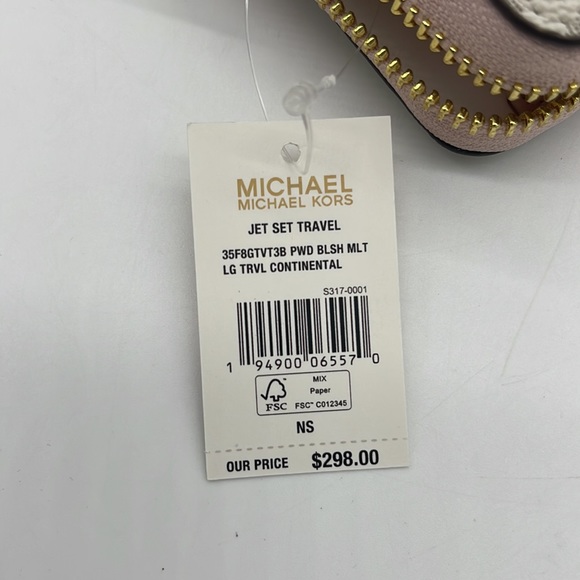 MICHAEL
MICHAEL KORS
JET SET TRAVEL
35F8GTVT3B PWD BLSH MLT
LG TRVL CONTINENTAL
S317-0001
1 94900 06557 0
FSC™
MIX
Paper
FSC™ C012345
NS
OUR PRICE $298.00